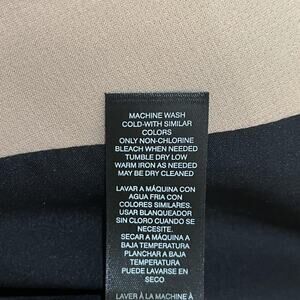 MACHINE WASH
COLD-WITH SIMILAR
COLORS
ONLY NON-CHLORINE
BLEACH WHEN NEEDED
TUMBLE DRY LOW
WARM IRON AS NEEDED
MAY BE DRY CLEANED
LAVAR A MÁQUINA CON
AGUA FRIA CON
COLORES SIMILARES.
USAR BLANQUEADOR
SIN CLORO CUANDO SE
NECESITE.
SECAR A MÁQUINA A
BAJA TEMPERATURA
PLANCHAR A BAJA
TEMPERATURA
PUEDE LAVARSE EN
SECO
LAVER À LA MACHINE À